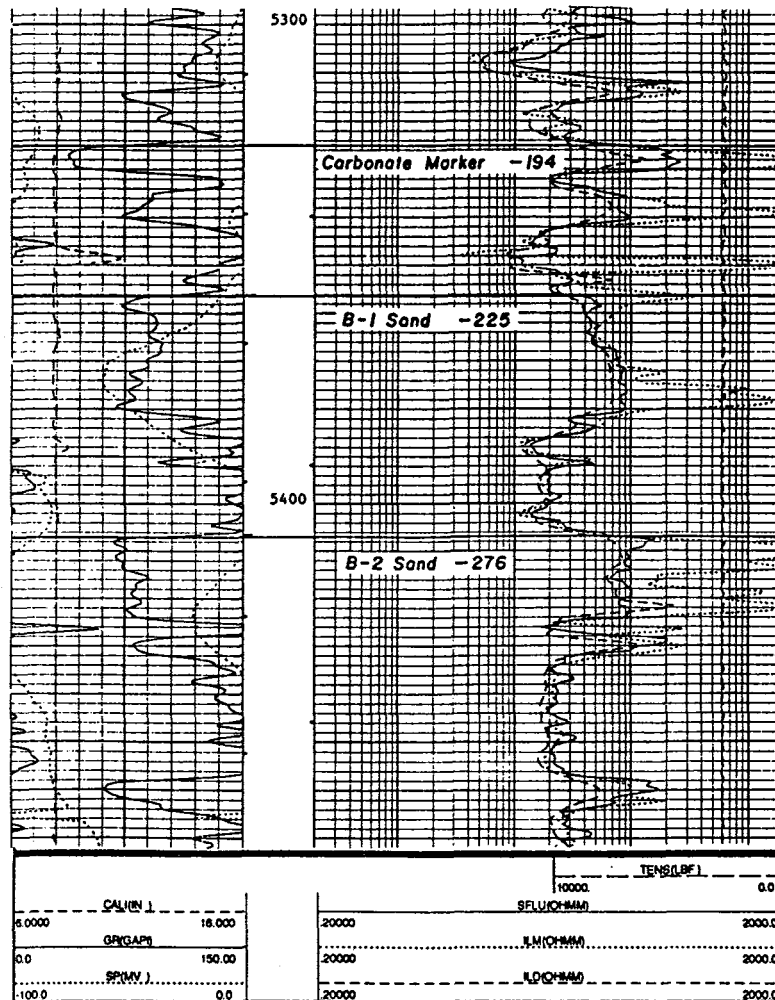 5300
Carbonate Marker -194
B-1 Sand -225
5400
B-2 Sand -276
TENS(LBF)
10000. 0.0
CALI(IN) SFLU(OHMM)
6.0000 16.000 .20000 2000.0
GR(GAPI) ILM(OHMM)
0.0 150.00 .20000 2000.0
SP(MV) ILD(OHMM)
-100.0 0.0 .20000 2000.0